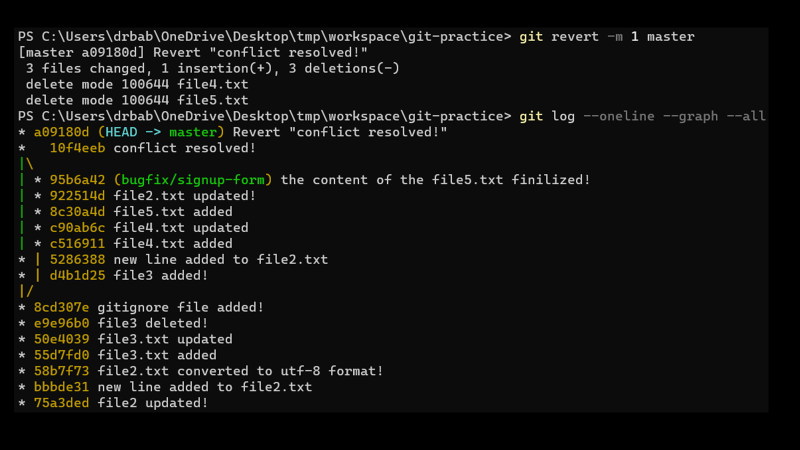 PS C:\Users\drbab\OneDrive\Desktop\tmp\workspace\git-practice> git revert -m 1 master
[master a09180d] Revert "conflict resolved!"
 3 files changed, 1 insertion(+), 3 deletions(-)
 delete mode 100644 file4.txt
 delete mode 100644 file5.txt
PS C:\Users\drbab\OneDrive\Desktop\tmp\workspace\git-practice> git log --oneline --graph --all
* a09180d (HEAD -> master) Revert "conflict resolved!"
*   10f4eeb conflict resolved!
|\
| * 95b6a42 (bugfix/signup-form) the content of the file5.txt finilized!
| * 922514d file2.txt updated!
| * 8c30a4d file5.txt added
| * c90ab6c file4.txt updated
| * c516911 file4.txt added
* | 5286388 new line added to file2.txt
* | d4b1d25 file3 added!
|/
* 8cd307e gitignore file added!
* e9e96b0 file3 deleted!
* 50e4039 file3.txt updated
* 55d7fd0 file3.txt added
* 58b7f73 file2.txt converted to utf-8 format!
* bbbde31 new line added to file2.txt
* 75a3ded file2 updated!